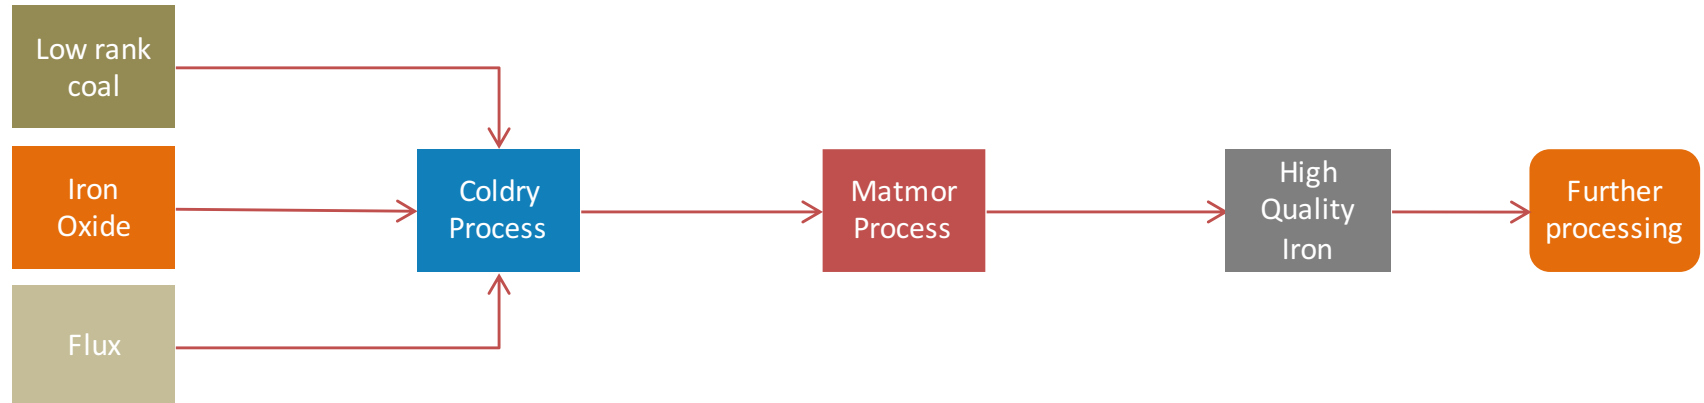 Low rank
coal
Iron
Oxide
Flux
Coldry
Process
Matmor
Process
High
Quality
Iron
Further
processing